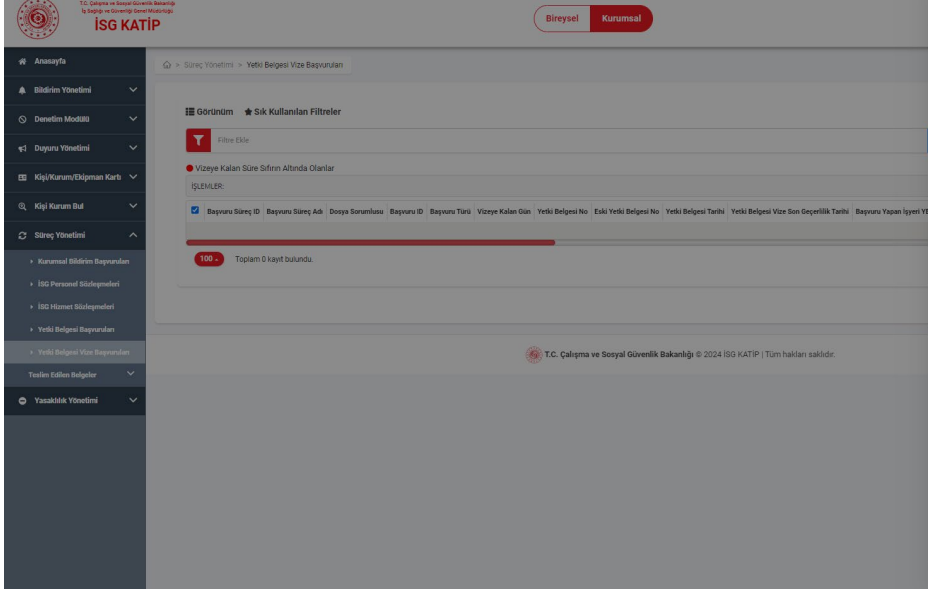 T.C. Çalışma ve Sosyal Güvenlik Bakanlığı
İş Sağlığı ve Güvenliği Genel Müdürlüğü
İSG KATİP
Bireysel Kurumsal
Anasayfa
> Süreç Yönetimi > Yetki Belgesi Vize Başvuruları
Bildirim Yönetimi
Görünüm Sık Kullanılan Filtreler
Denetim Modülü
Filtre Ekle
Duyuru Yönetimi
Vizeye Kalan Süre Sıfırın Altında Olanlar
Kişi/Kurum/Ekipman Kartı
İŞLEMLER:
Kişi Kurum Bul
Başvuru Süreç ID Başvuru Süreç Adı Dosya Sorumlusu Başvuru ID Başvuru Türü Vizeye Kalan Gün Yetki Belgesi No Eski Yetki Belgesi No Yetki Belgesi Tarihi Yetki Belgesi Vize Son Geçerlilik Tarihi Başvuru Yapan İşyeri
Süreç Yönetimi
100 Toplam 0 kayıt bulundu.
Kurumsal Bildirim Başvuruları
İSG Personel Sözleşmeleri
İSG Hizmet Sözleşmeleri
Yetki Belgesi Başvuruları
Yetki Belgesi Vize Başvuruları
T.C. Çalışma ve Sosyal Güvenlik Bakanlığı © 2024 İSG KATİP | Tüm hakları saklıdır.
Teslim Edilen Belgeler
Yasaklılık Yönetimi